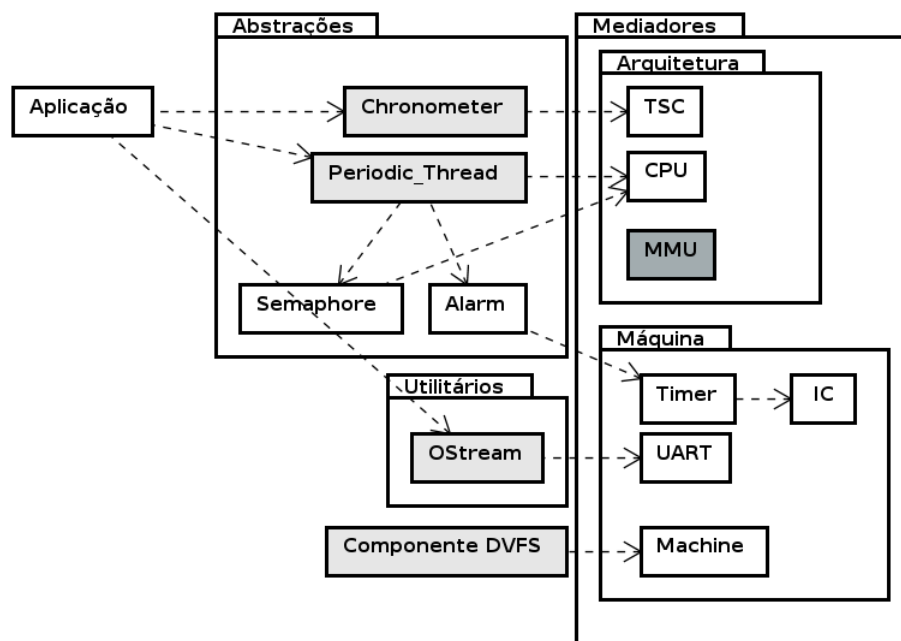 Abstrações
Mediadores
Arquitetura
Aplicação
Chronometer
TSC
Periodic_Thread
CPU
MMU
Semaphore
Alarm
Máquina
Utilitários
Timer
IC
OStream
UART
Componente DVFS
Machine